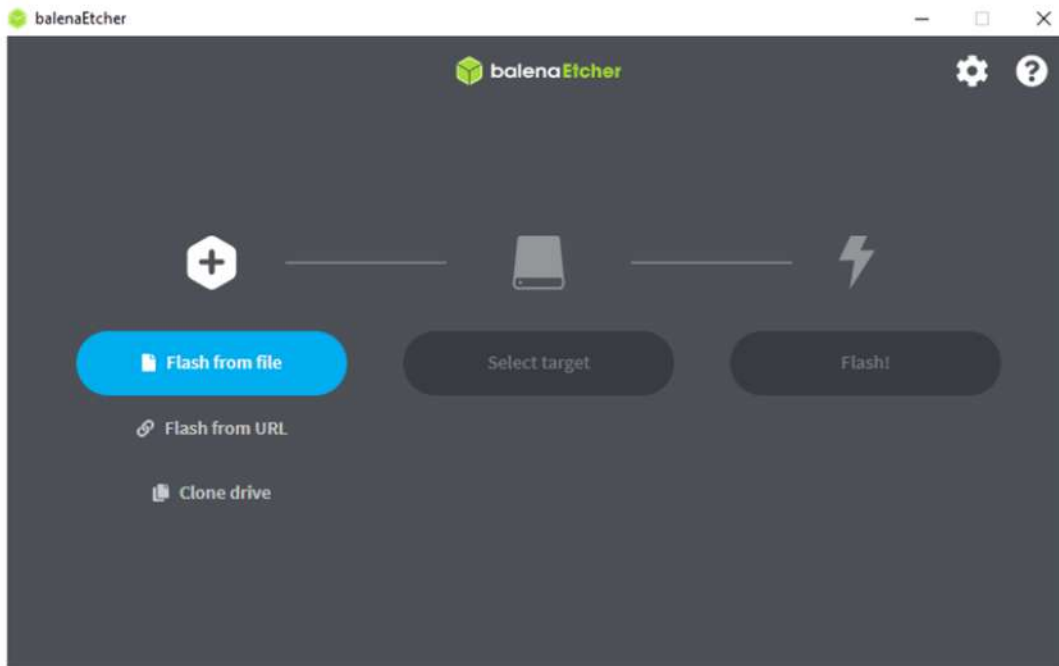 balenaEtcher
balenaEtcher
Flash from file
Select target
Flash!
Flash from URL
Clone drive